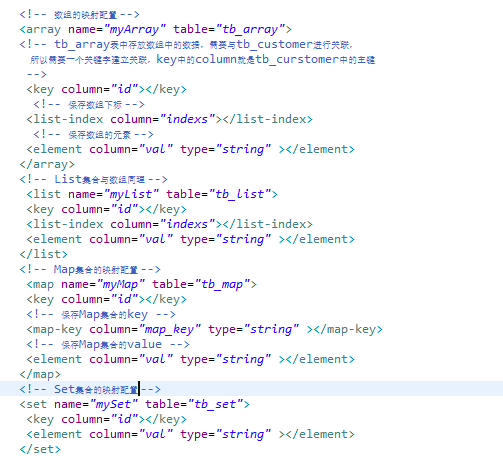 <!-- 数组的映射配置 -->
<array name="myArray" table="tb_array">
<!-- tb_array表中存放数组中的数据，需要与tb_customer进行关联，
所以需要一个关键字建立关联，key中的column就是tb_curstomer中的主键
-->
<key column="id"></key>
<!-- 保存数组下标 -->
<list-index column="indexs"></list-index>
<!-- 保存数组的元素 -->
<element column="val" type="string" ></element>
</array>
<!-- List集合与数组同理 -->
<list name="myList" table="tb_list">
<key column="id"></key>
<list-index column="indexs"></list-index>
<element column="val" type="string" ></element>
</list>
<!-- Map集合的映射配置 -->
<map name="myMap" table="tb_map">
<key column="id"></key>
<!-- 保存Map集合的key -->
<map-key column="map_key" type="string" ></map-key>
<!-- 保存Map集合的value -->
<element column="val" type="string" ></element>
</map>
<!-- Set集合的映射配置 -->
<set name="mySet" table="tb_set">
<key column="id"></key>
<element column="val" type="string" ></element>
</set>